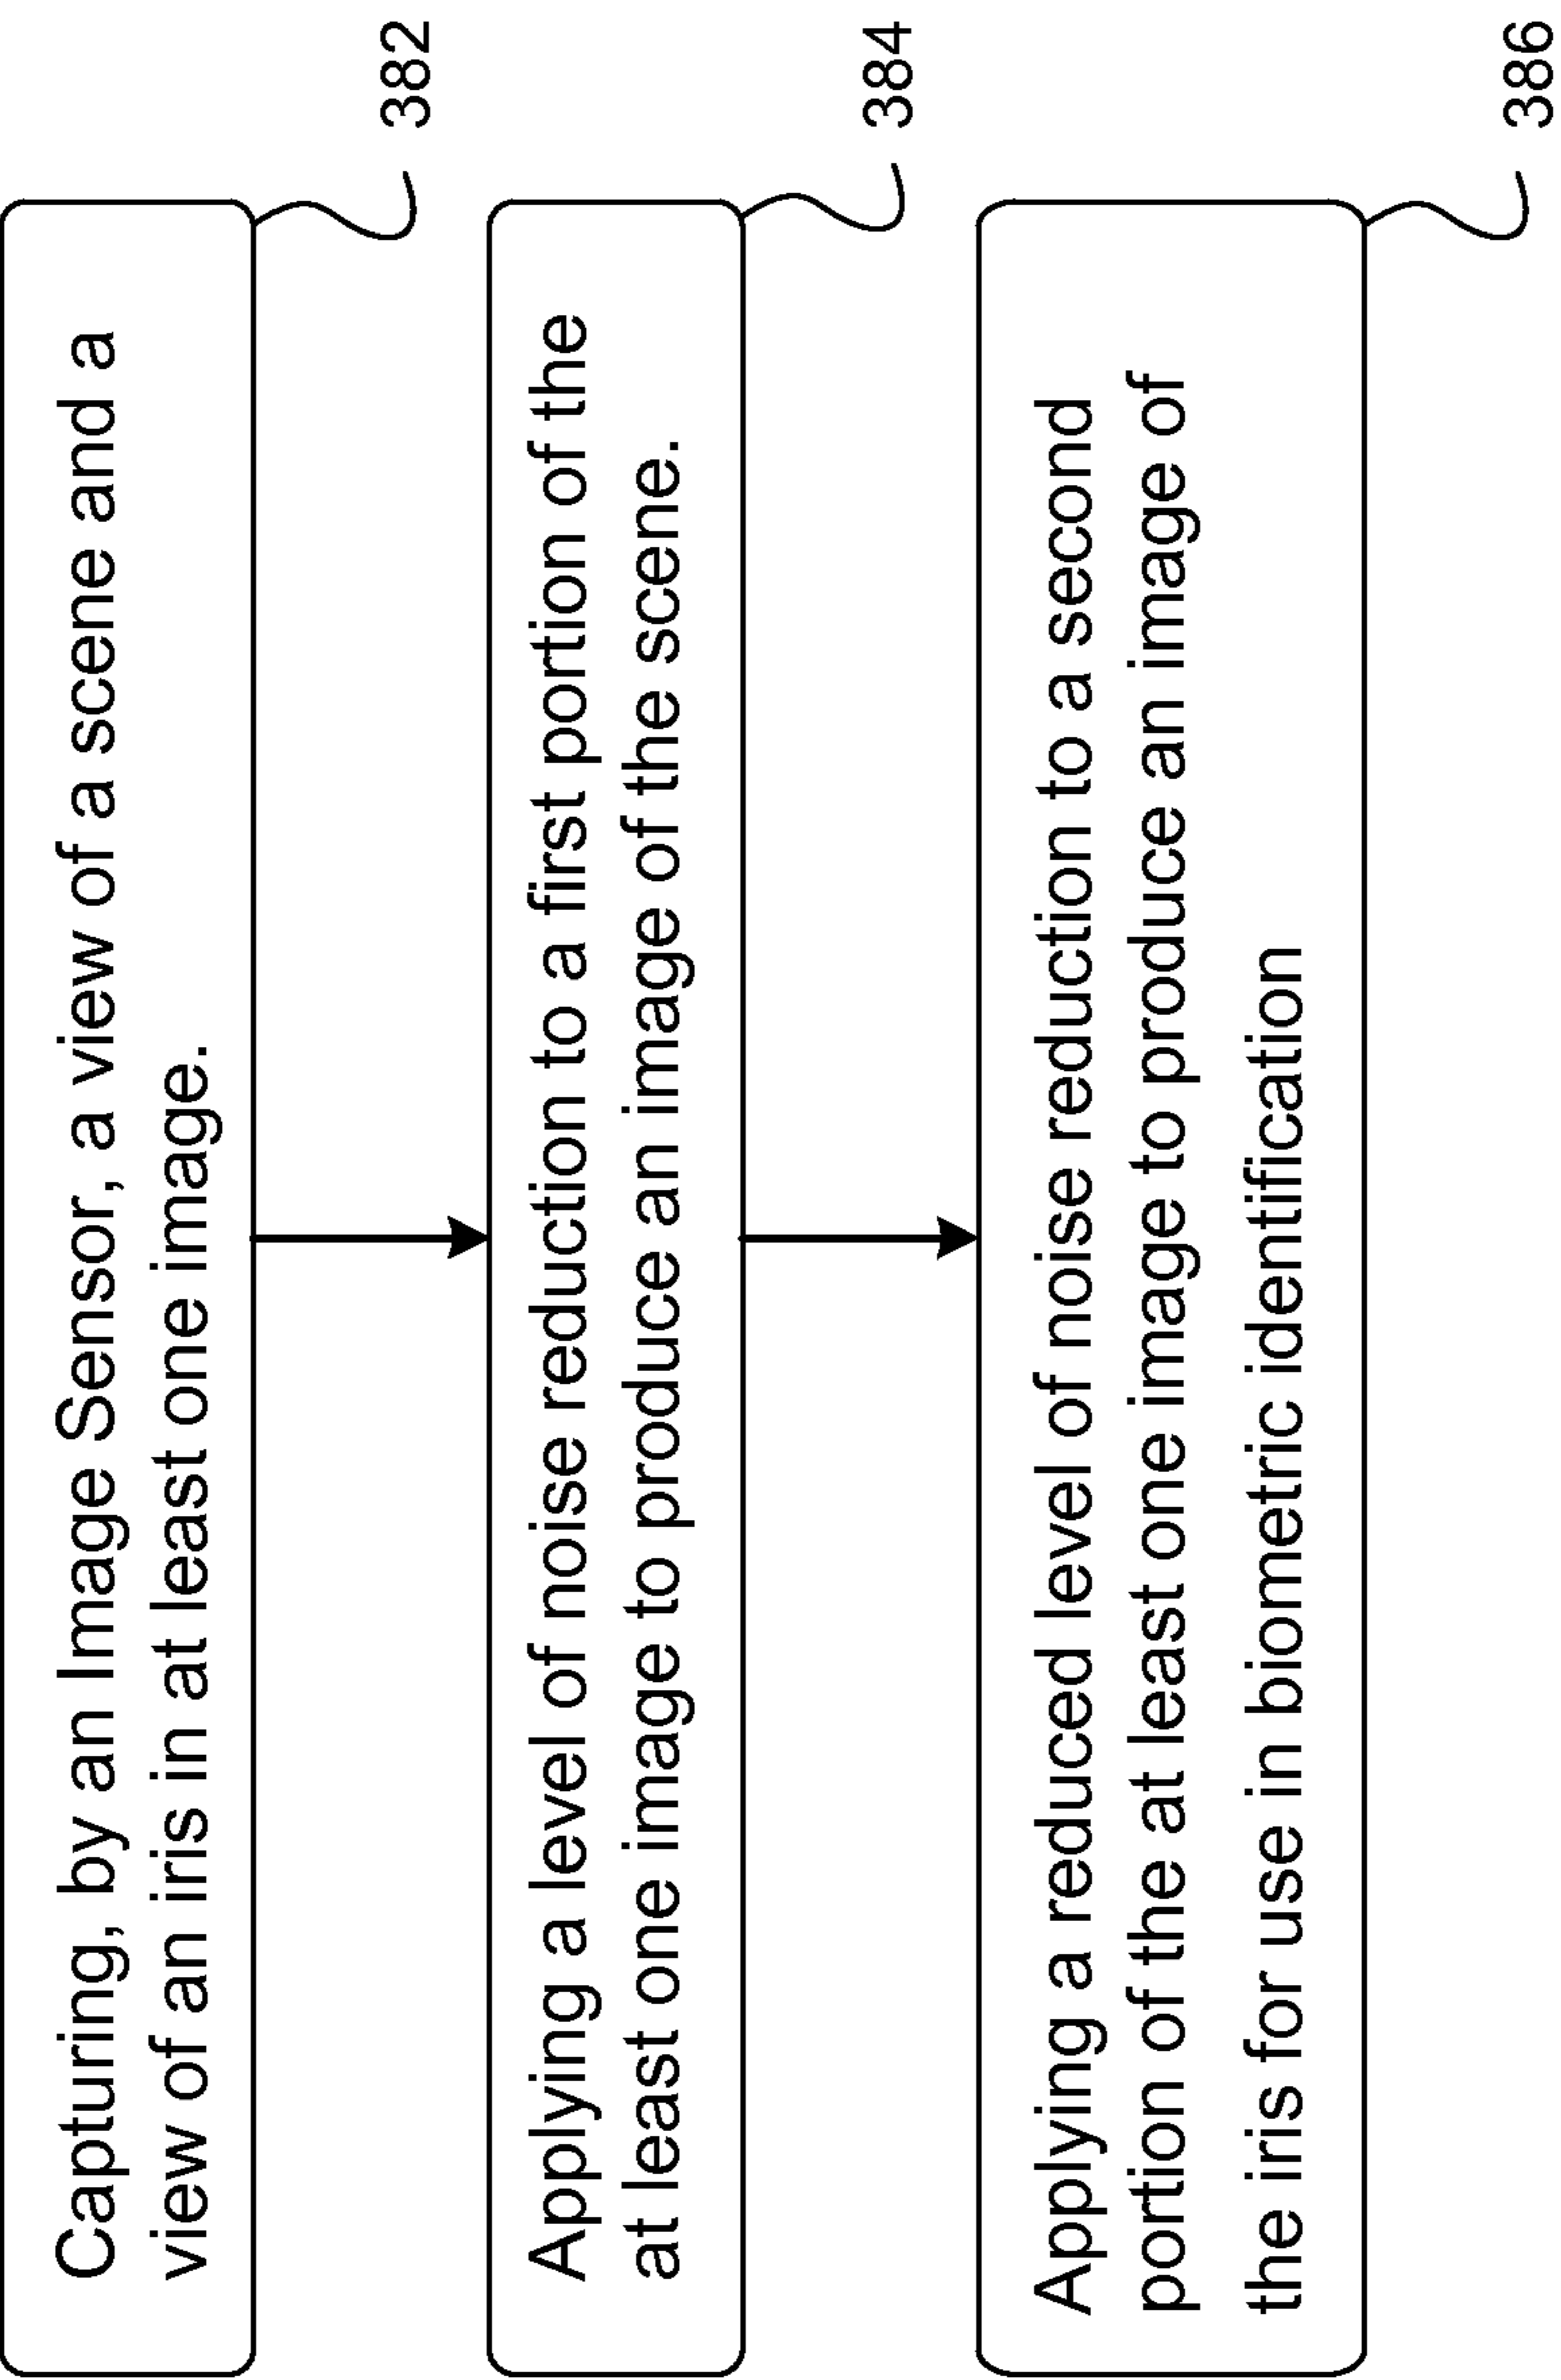 Capturing, by an Image Sensor, a view of a scene and a
view of an iris in at least one image.
382
Applying a level of noise reduction to a first portion of the
at least one image to produce an image of the scene.
384
Applying a reduced level of noise reduction to a second
portion of the at least one image to produce an image of
the iris for use in biometric identification
386